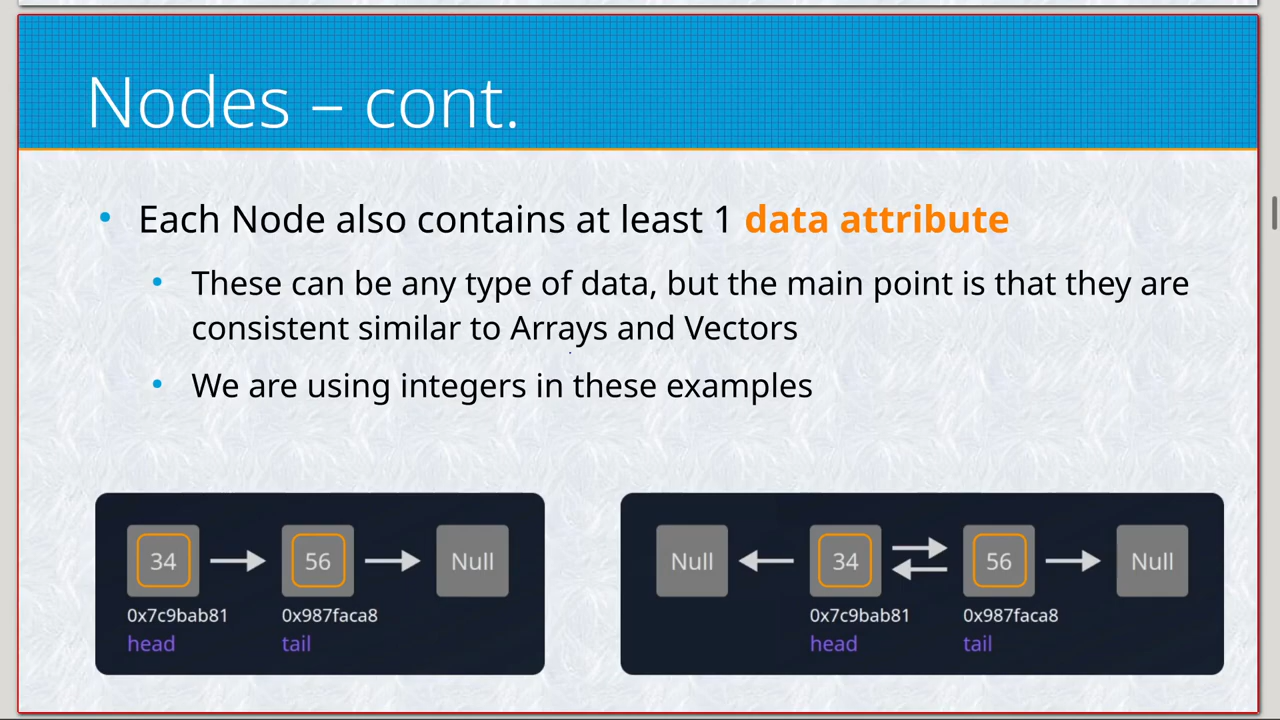 Nodes – cont.
• Each Node also contains at least 1 data attribute
• These can be any type of data, but the main point is that they are
consistent similar to Arrays and Vectors
• We are using integers in these examples
34 56 Null
0x7c9bab81 0x987faca8
head tail
Null 34 56 Null
0x7c9bab81 0x987faca8
head tail